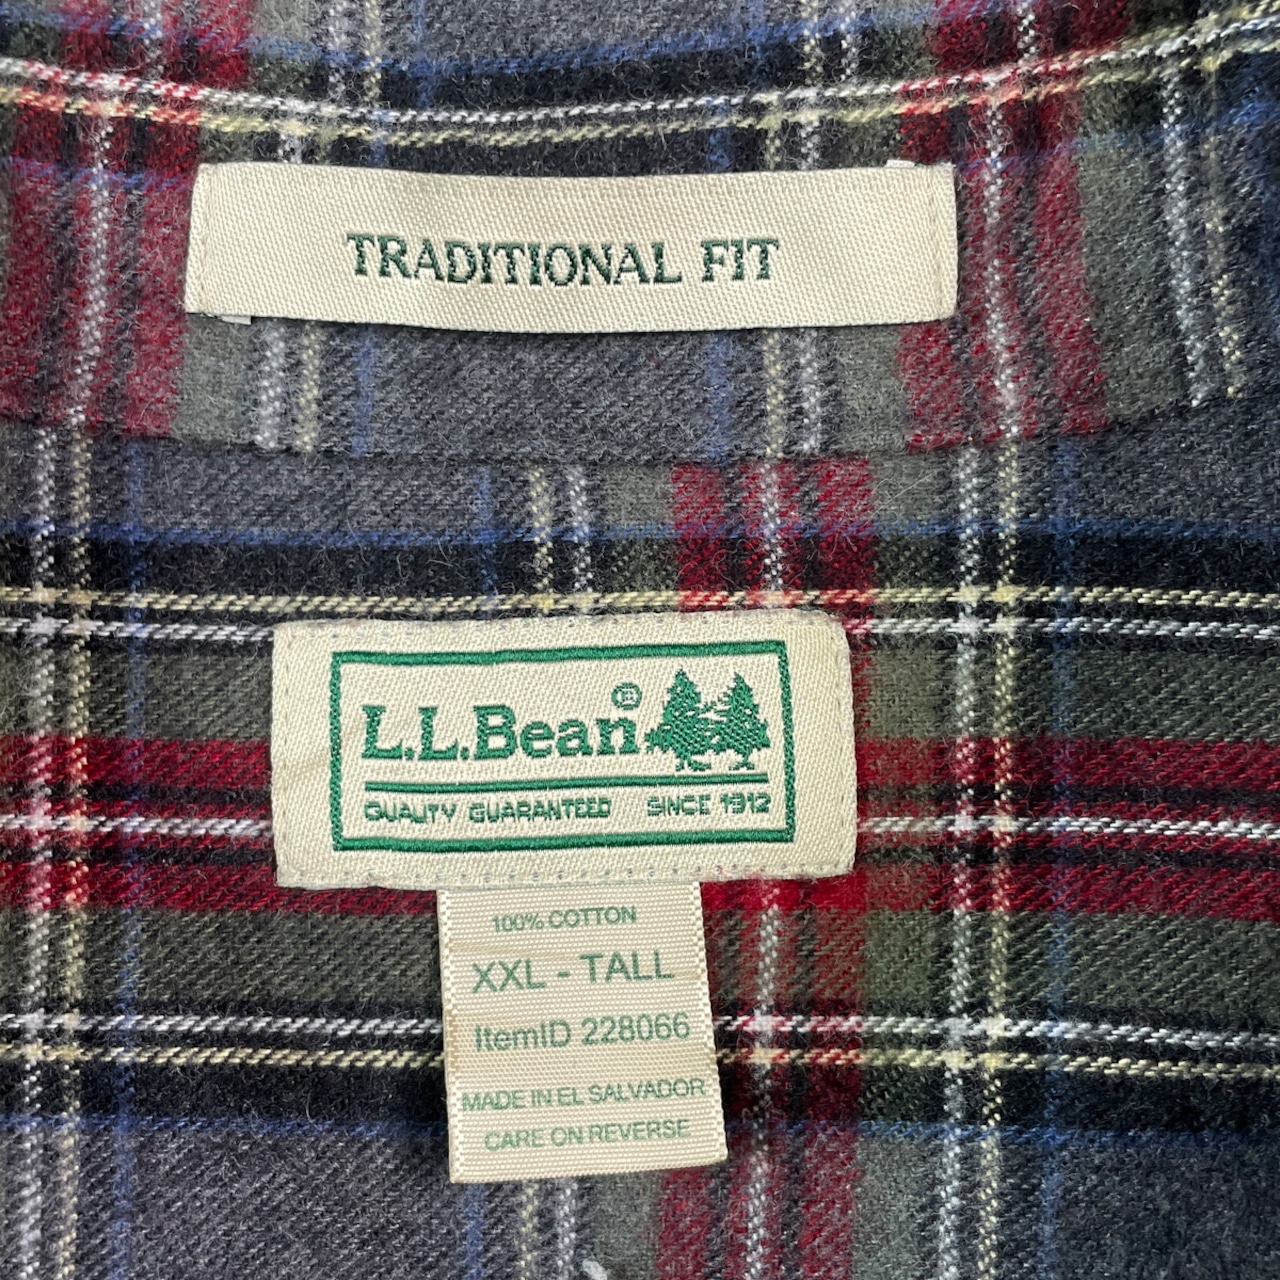 TRADITIONAL FIT
L.L.Bean®
QUALITY GUARANTEED SINCE 1912
100% COTTON
XXL - TALL
ItemID 228066
MADE IN EL SALVADOR
CARE ON REVERSE